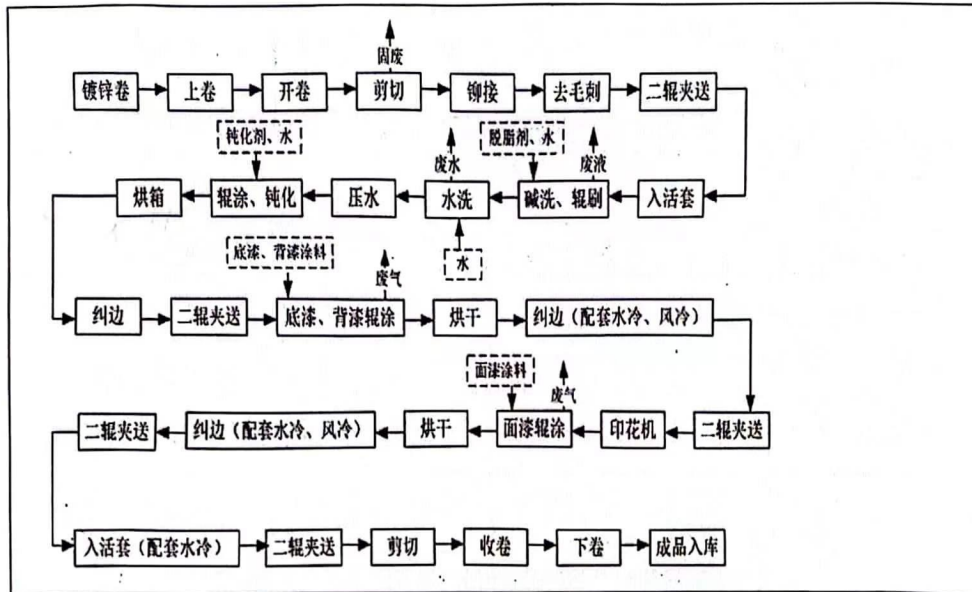 固废
镀锌卷 上卷 开卷 剪切 铆接 去毛刺 二辊夹送
钝化剂、水 废水 脱脂剂、水 废液
烘箱 辊涂、钝化 压水 水洗 碱洗、辊刷 入活套
底漆、背漆涂料 废气 水
纠边 二辊夹送 底漆、背漆辊涂 烘干 纠边（配套水冷、风冷）
面漆涂料 废气
二辊夹送 纠边（配套水冷、风冷） 烘干 面漆辊涂 印花机 二辊夹送
入活套（配套水冷） 二辊夹送 剪切 收卷 下卷 成品入库